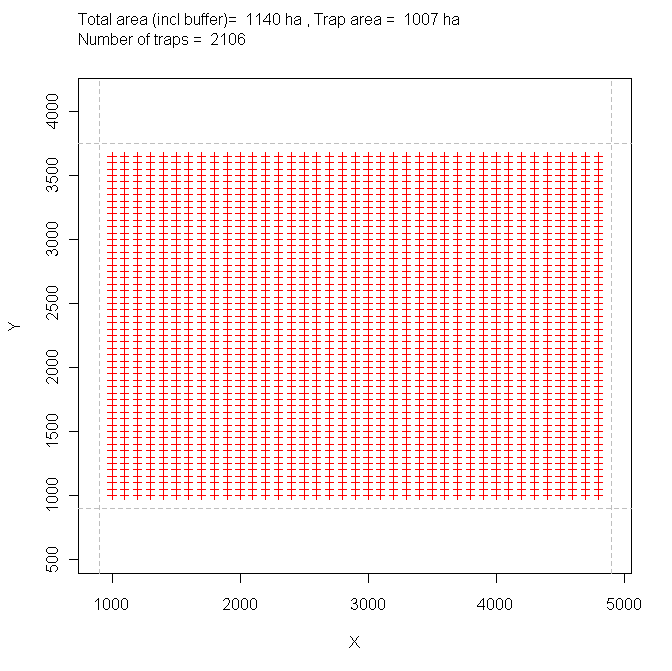 Total area (incl buffer)=  1140 ha , Trap area =  1007 ha
Number of traps =  2106
4000
3500
3000
2500
2000
1500
1000
500
Y
1000 2000 3000 4000 5000
X